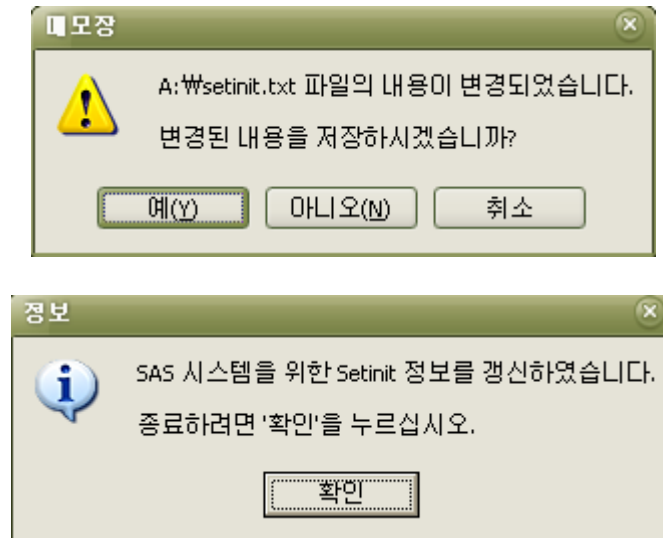 메모장
A:₩setinit.txt 파일의 내용이 변경되었습니다.
변경된 내용을 저장하시겠습니까?
예(Y) 아니오(N) 취소
정보
SAS 시스템을 위한 Setinit 정보를 갱신하였습니다.
종료하려면 '확인'을 누르십시오.
확인